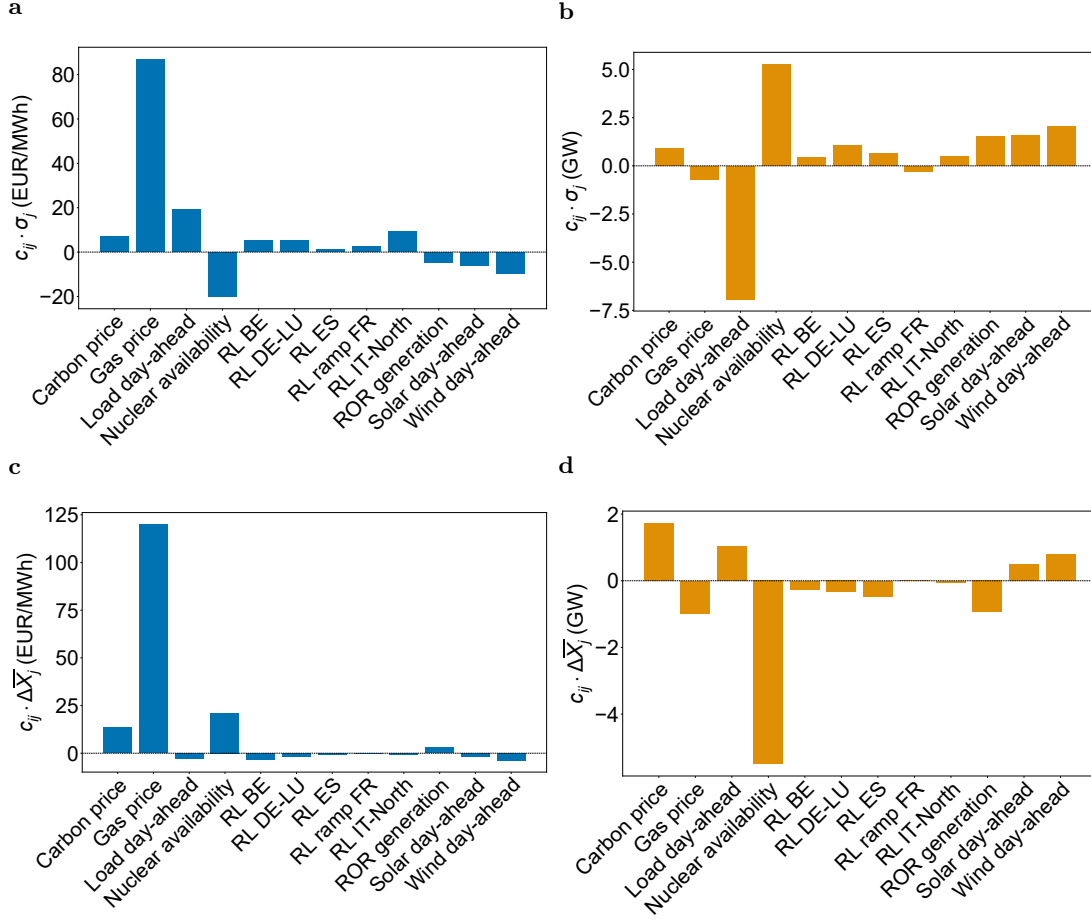 a
b
80
60
40
20
0
−20
c_ij · σ_j (EUR/MWh)
Carbon price
Gas price
Load day-ahead
Nuclear availability
RL BE
RL DE-LU
RL ES
RL ramp FR
RL IT-North
ROR generation
Solar day-ahead
Wind day-ahead
5.0
2.5
0.0
−2.5
−5.0
−7.5
c_ij · σ_j (GW)
Carbon price
Gas price
Load day-ahead
Nuclear availability
RL BE
RL DE-LU
RL ES
RL ramp FR
RL IT-North
ROR generation
Solar day-ahead
Wind day-ahead
c
d
125
100
75
50
25
0
c_ij · ΔX̅_j (EUR/MWh)
Carbon price
Gas price
Load day-ahead
Nuclear availability
RL BE
RL DE-LU
RL ES
RL ramp FR
RL IT-North
ROR generation
Solar day-ahead
Wind day-ahead
2
0
−2
−4
c_ij · ΔX̅_j (GW)
Carbon price
Gas price
Load day-ahead
Nuclear availability
RL BE
RL DE-LU
RL ES
RL ramp FR
RL IT-North
ROR generation
Solar day-ahead
Wind day-ahead